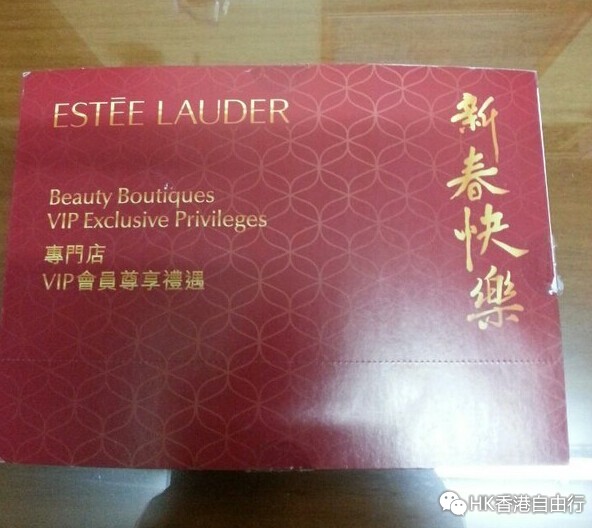 ESTĒE LAUDER
新春快樂
Beauty Boutiques
VIP Exclusive Privileges
專門店
VIP會員尊享禮遇
HK香港自由行